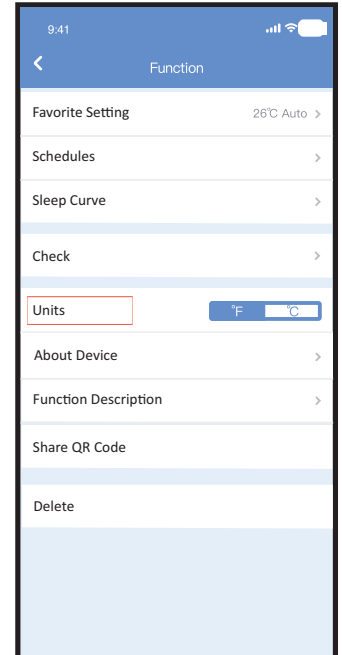 9:41
Function
Favorite Setting 26°C Auto
Schedules
Sleep Curve
Check
Units °F °C
About Device
Function Description
Share QR Code
Delete